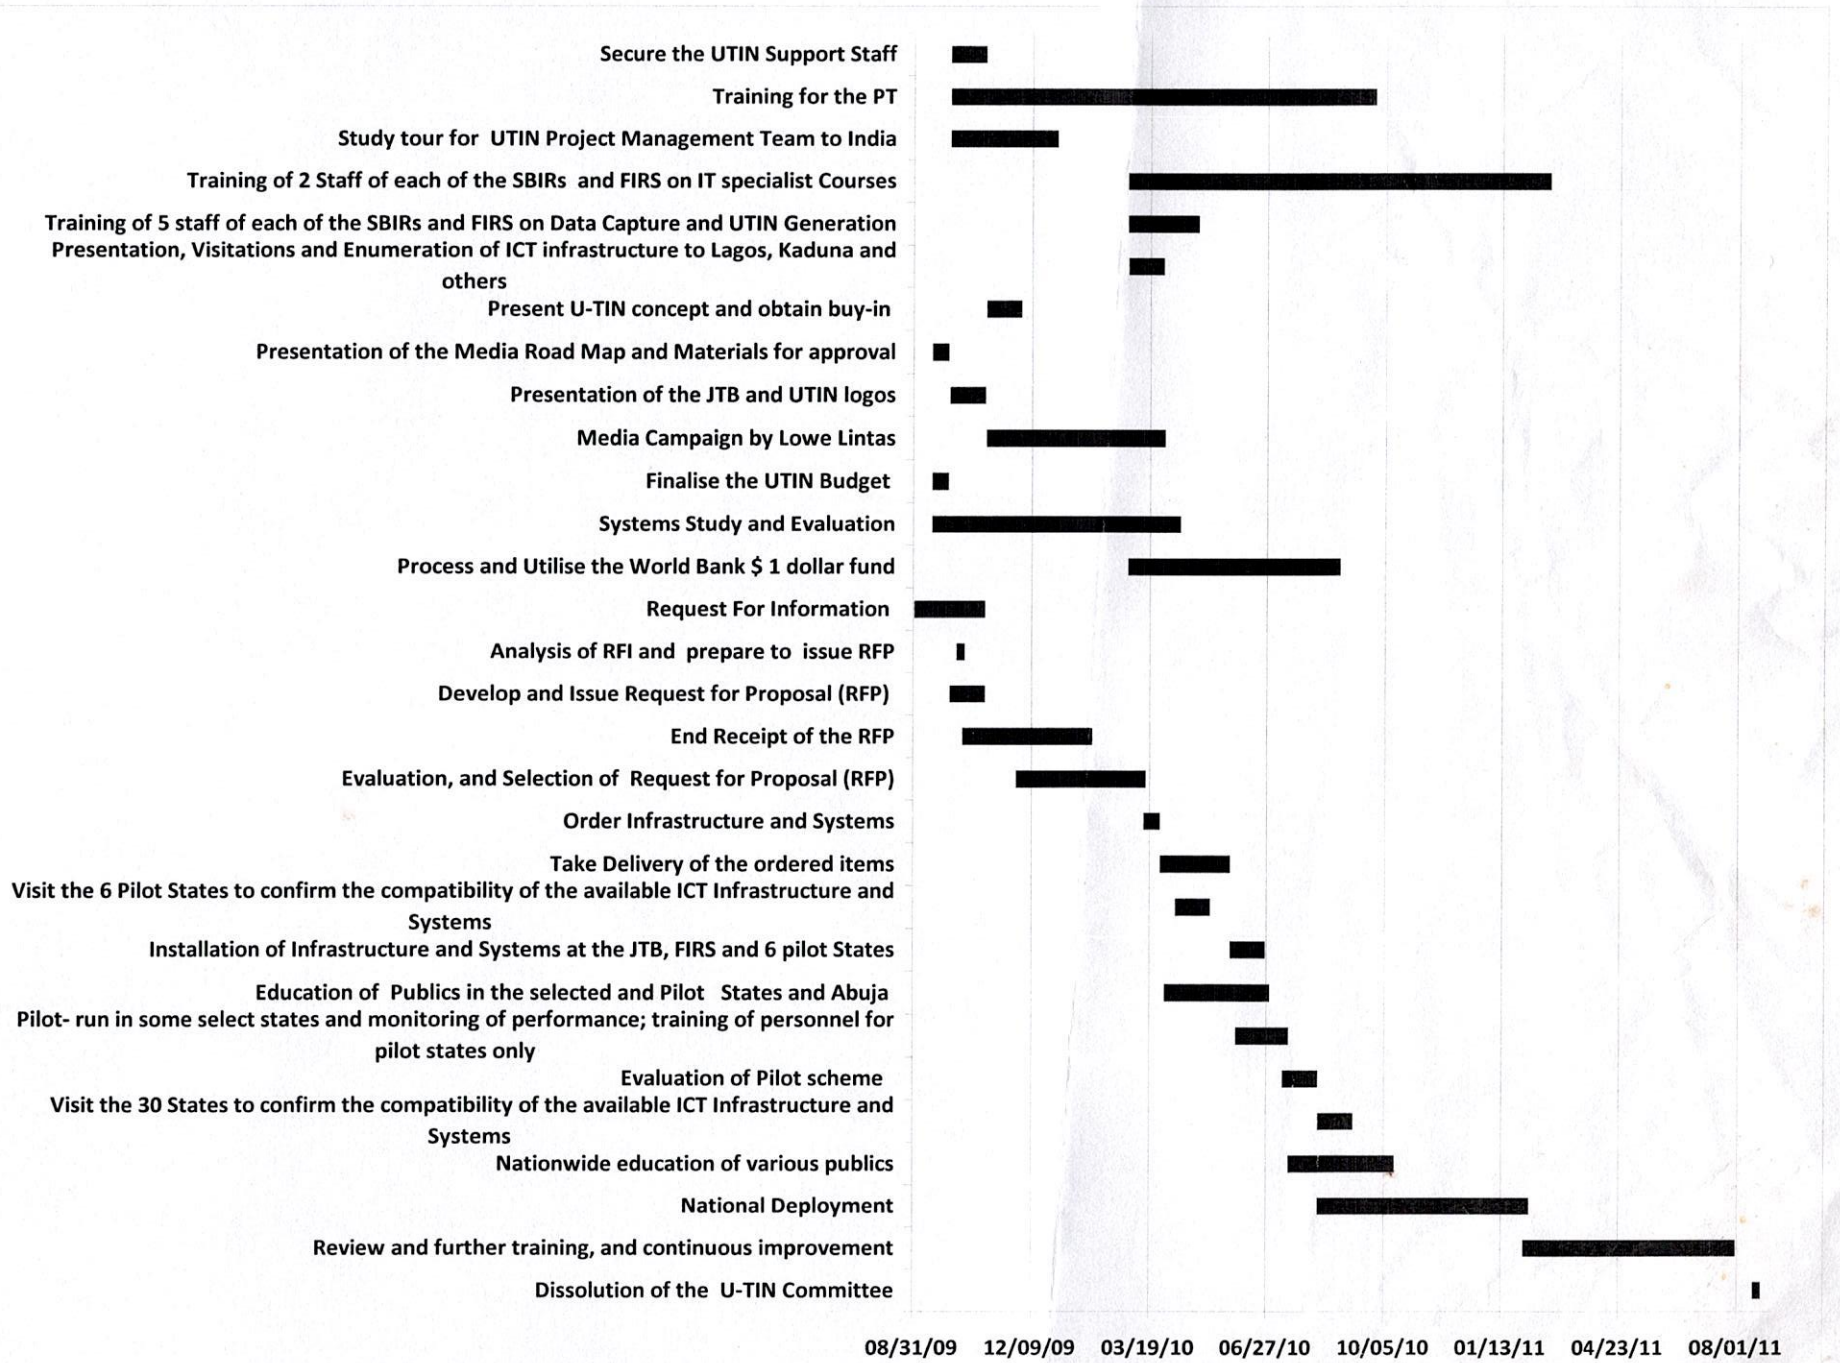 Secure the UTIN Support Staff
Training for the PT
Study tour for UTIN Project Management Team to India
Training of 2 Staff of each of the SBIRs and FIRS on IT specialist Courses
Training of 5 staff of each of the SBIRs and FIRS on Data Capture and UTIN Generation
Presentation, Visitations and Enumeration of ICT infrastructure to Lagos, Kaduna and
others
Present U-TIN concept and obtain buy-in
Presentation of the Media Road Map and Materials for approval
Presentation of the JTB and UTIN logos
Media Campaign by Lowe Lintas
Finalise the UTIN Budget
Systems Study and Evaluation
Process and Utilise the World Bank $ 1 dollar fund
Request For Information
Analysis of RFI and prepare to issue RFP
Develop and Issue Request for Proposal (RFP)
End Receipt of the RFP
Evaluation, and Selection of Request for Proposal (RFP)
Order Infrastructure and Systems
Take Delivery of the ordered items
Visit the 6 Pilot States to confirm the compatibility of the available ICT Infrastructure and
Systems
Installation of Infrastructure and Systems at the JTB, FIRS and 6 pilot States
Education of Publics in the selected and Pilot States and Abuja
Pilot- run in some select states and monitoring of performance; training of personnel for
pilot states only
Evaluation of Pilot scheme
Visit the 30 States to confirm the compatibility of the available ICT Infrastructure and
Systems
Nationwide education of various publics
National Deployment
Review and further training, and continuous improvement
Dissolution of the U-TIN Committee
08/31/09 12/09/09 03/19/10 06/27/10 10/05/10 01/13/11 04/23/11 08/01/11